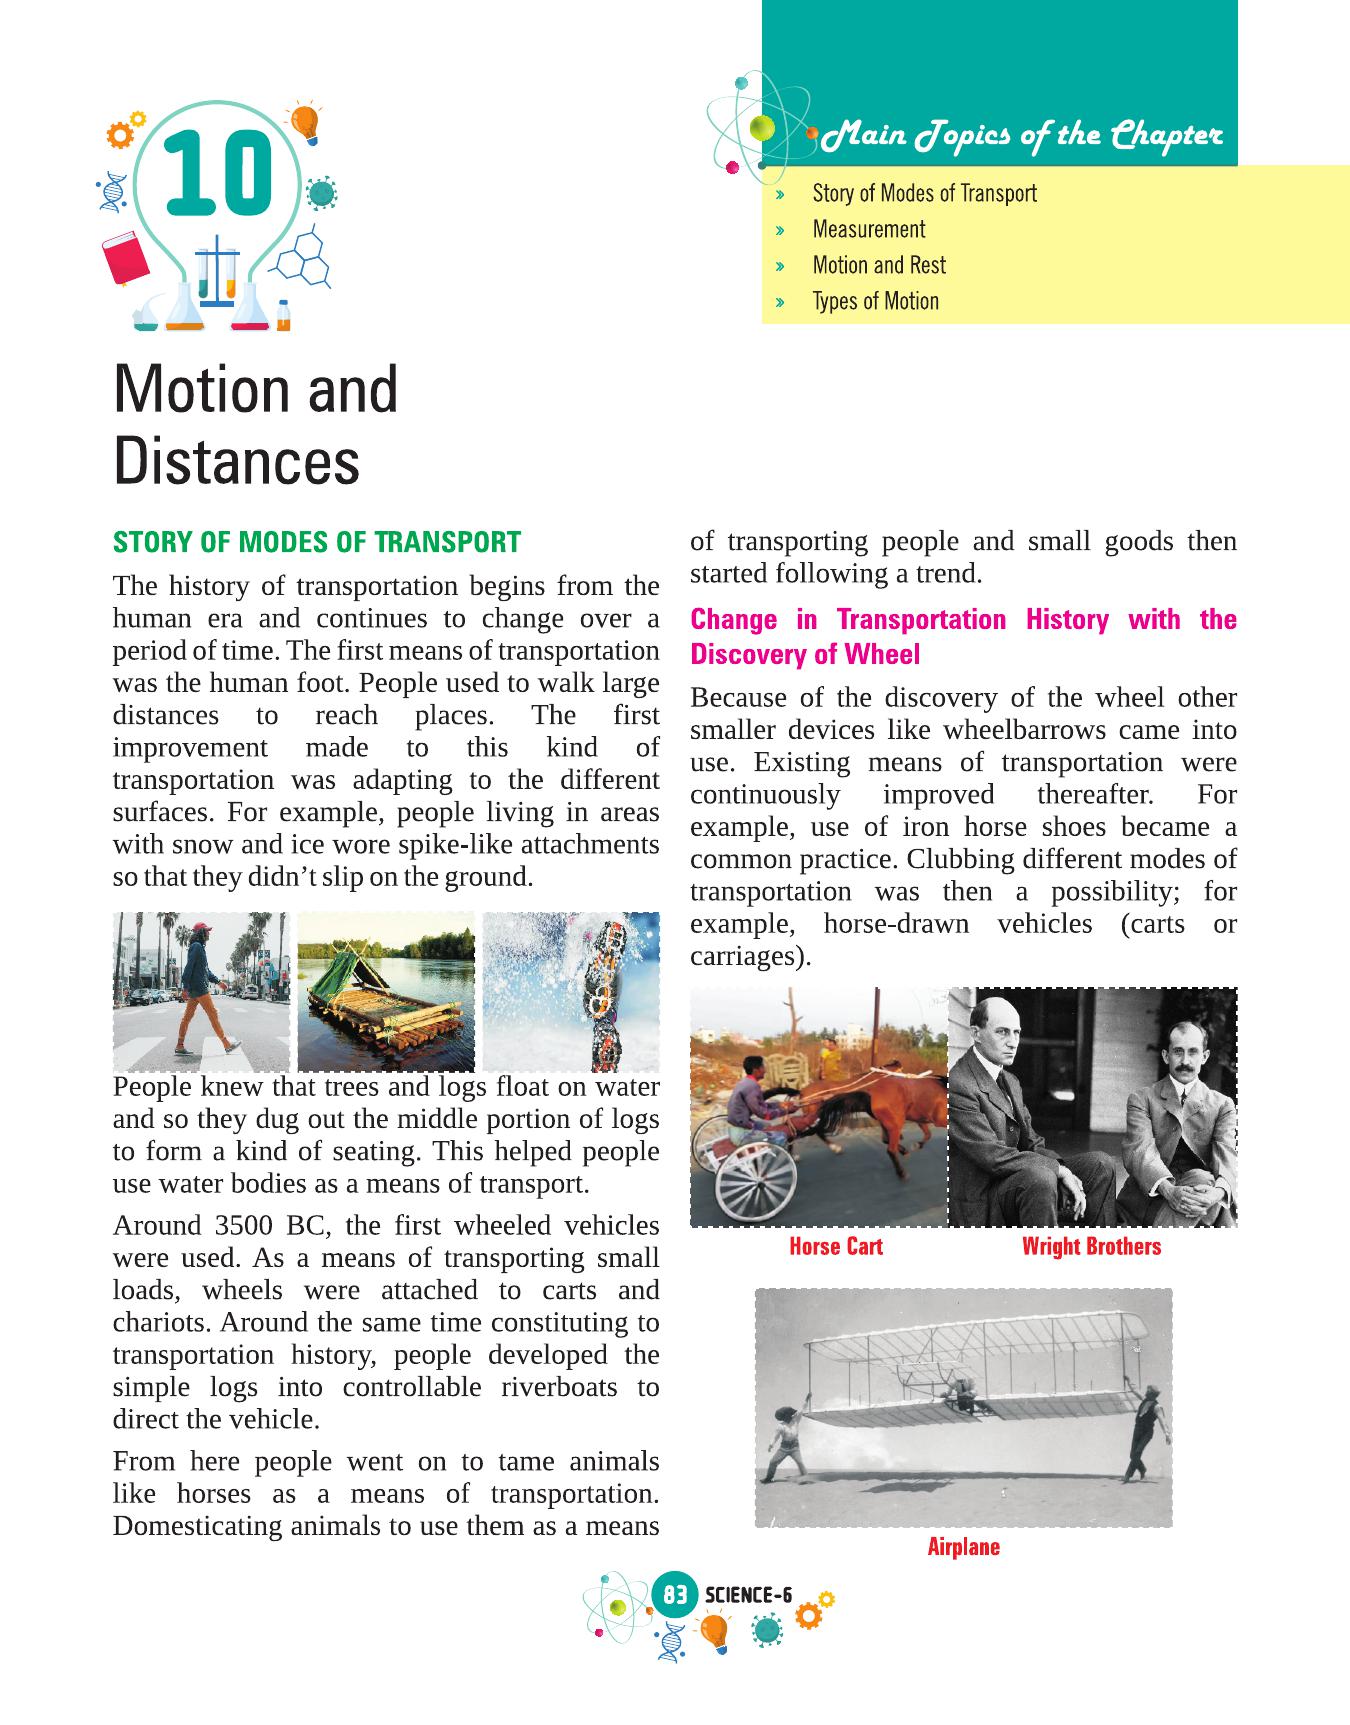 10
Main Topics of the Chapter
» Story of Modes of Transport
» Measurement
» Motion and Rest
» Types of Motion
Motion and
Distances
STORY OF MODES OF TRANSPORT
The history of transportation begins from the
human era and continues to change over a
period of time. The first means of transportation
was the human foot. People used to walk large
distances to reach places. The first
improvement made to this kind of
transportation was adapting to the different
surfaces. For example, people living in areas
with snow and ice wore spike-like attachments
so that they didn’t slip on the ground.
People knew that trees and logs float on water
and so they dug out the middle portion of logs
to form a kind of seating. This helped people
use water bodies as a means of transport.
Around 3500 BC, the first wheeled vehicles
were used. As a means of transporting small
loads, wheels were attached to carts and
chariots. Around the same time constituting to
transportation history, people developed the
simple logs into controllable riverboats to
direct the vehicle.
From here people went on to tame animals
like horses as a means of transportation.
Domesticating animals to use them as a means
of transporting people and small goods then
started following a trend.
Change in Transportation History with the
Discovery of Wheel
Because of the discovery of the wheel other
smaller devices like wheelbarrows came into
use. Existing means of transportation were
continuously improved thereafter. For
example, use of iron horse shoes became a
common practice. Clubbing different modes of
transportation was then a possibility; for
example, horse-drawn vehicles (carts or
carriages).
Horse Cart
Wright Brothers
Airplane
83 SCIENCE-6